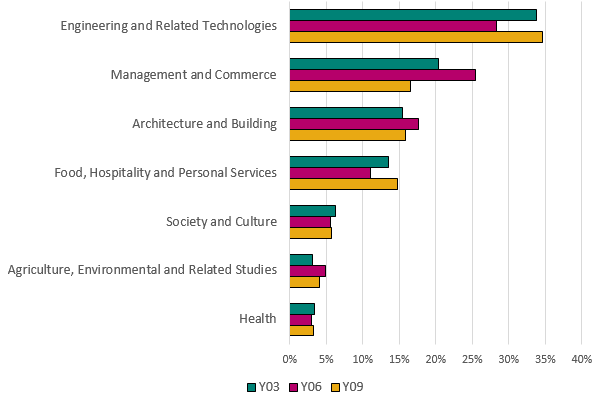 Engineering and Related Technologies
Management and Commerce
Architecture and Building
Food, Hospitality and Personal Services
Society and Culture
Agriculture, Environmental and Related Studies
Health
0% 5% 10% 15% 20% 25% 30% 35% 40%
Y03 Y06 Y09